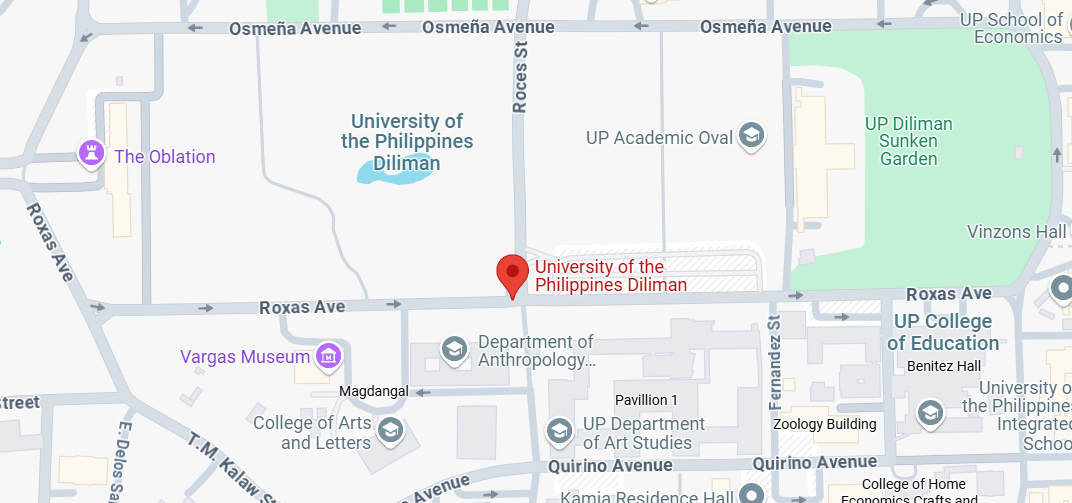 Osmeña Avenue
Osmeña Avenue
Osmeña Avenue
UP School of
Economics
Roces St
University of
the Philippines
Diliman
UP Academic Oval
UP Diliman
Sunken
Garden
The Oblation
Roxas Ave
Vinzons Hall
University of the
Philippines Diliman
Roxas Ave
Roxas Ave
UP College
of Education
Benitez Hall
Department of
Anthropology...
Vargas Museum
Fernandez St
Magdangal
Pavillion 1
University o
the Philippines
Integrated
Schoo
street
College of Arts
and Letters
UP Department
of Art Studies
Zoology Building
E. Delos Sa
T.M. Kalaw St
Avenue
Quirino Avenue
Quirino Avenue
Kamia Residence Hall
College of Home
Economics Crafts and